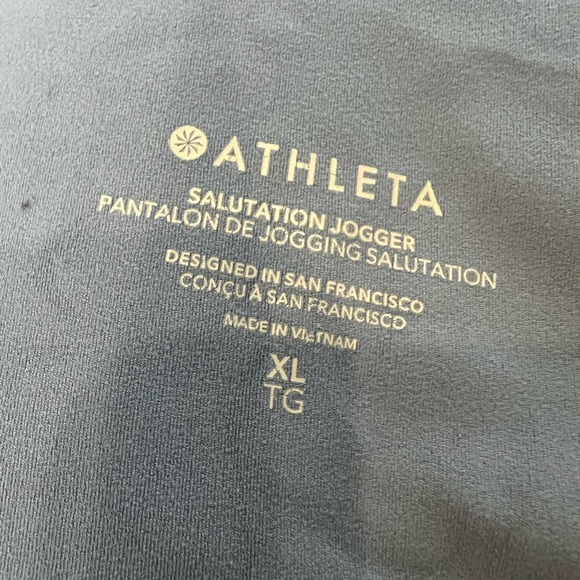 ATHLETA
SALUTATION JOGGER
PANTALON DE JOGGING SALUTATION
DESIGNED IN SAN FRANCISCO
CONÇU À SAN FRANCISCO
MADE IN VIETNAM
XL
TG